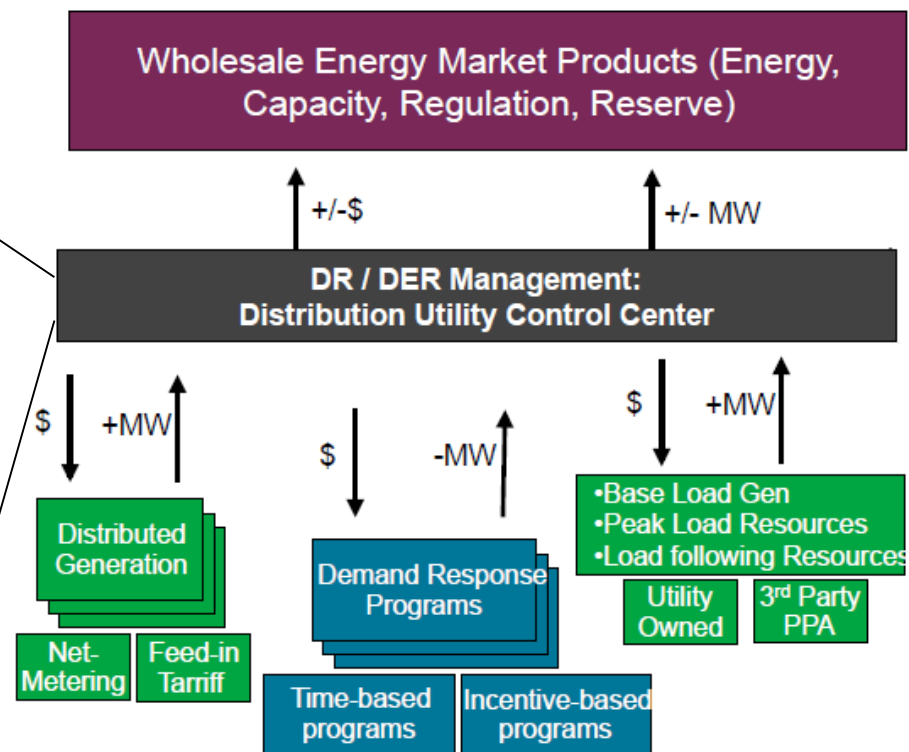 Wholesale Energy Market Products (Energy,
Capacity, Regulation, Reserve)
+/-$
+/- MW
DR / DER Management:
Distribution Utility Control Center
$
+MW
$
-MW
$
+MW
Distributed
Generation
Net-
Metering
Feed-in
Tarriff
Demand Response
Programs
Time-based
programs
Incentive-based
programs
•Base Load Gen
•Peak Load Resources
•Load following Resources
Utility
Owned
3rd Party
PPA